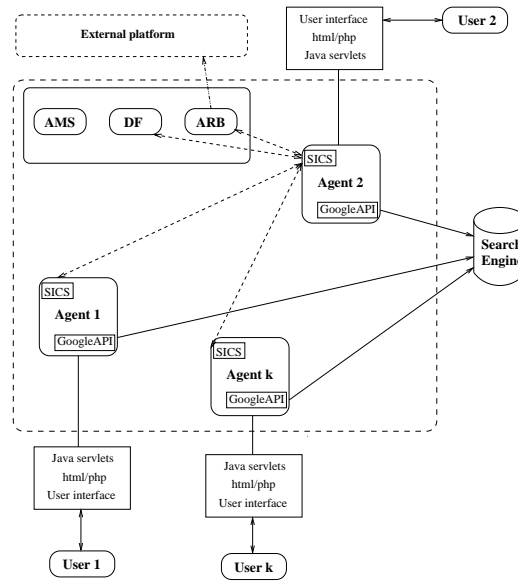 User interface
html/php
Java servlets
User 2
External platform
AMS
DF
ARB
SICS
Agent 2
GoogleAPI
Search
Engine
SICS
Agent 1
GoogleAPI
SICS
Agent k
GoogleAPI
Java servlets
html/php
User interface
Java servlets
html/php
User interface
User 1
User k